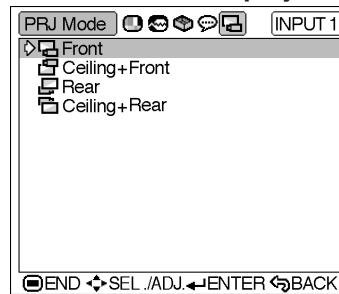 PRJ Mode INPUT 1
Front
Ceiling+Front
Rear
Ceiling+Rear
END SEL./ADJ. ENTER BACK